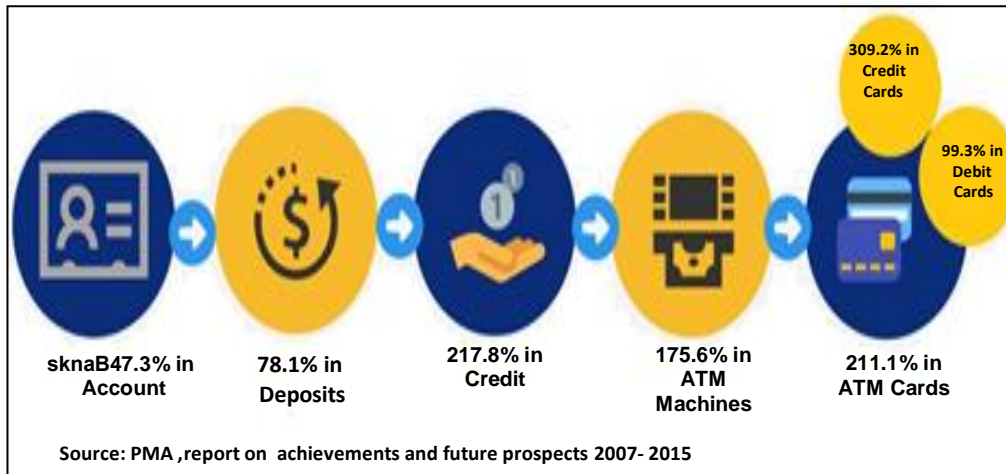 309.2% in
Credit
Cards
99.3% in
Debit
Cards
$
1
1
sknaB47.3% in
Account
78.1% in
Deposits
217.8% in
Credit
175.6% in
ATM
Machines
211.1% in
ATM Cards
Source: PMA ,report on achievements and future prospects 2007- 2015